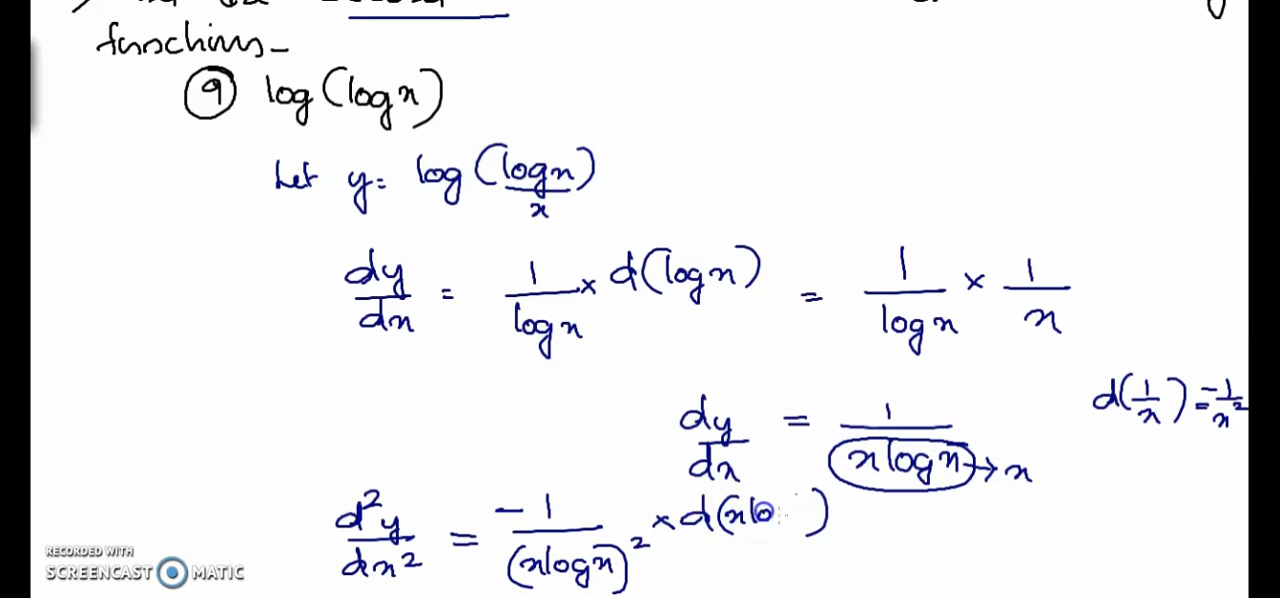 functions-
9 log(log x)
Let y = log(log x)
x
dy/dx = 1/log x × d(log x) = 1/log x × 1/x
dy/dx = 1/(x log x) → x
d(1/x) = -1/x²
d²y/dx² = -1/(x log x)² × d(x lo )
RECORDED WITH
SCREENCAST MATIC